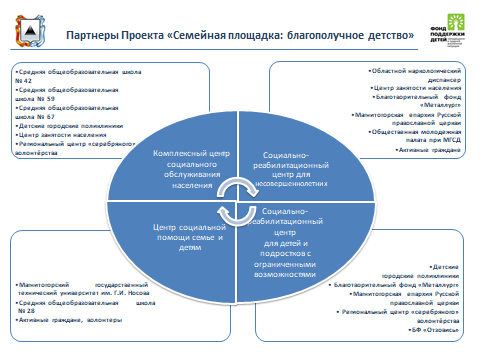 Партнеры Проекта «Семейная площадка: благополучное детство»
ФОНД
ПОДДЕРЖКИ
ДЕТЕЙ
•Средняя общеобразовательная школа
№ 42
•Средняя общеобразовательная
школа № 59
•Средняя общеобразовательная
школа № 67
•Детские городские поликлиники
•Центр занятости населения
•Региональный центр «серебряного»
волонтёрства
•Областной наркологический
диспансер
•Центр занятости населения
•Благотворительный фонд
«Металлург»
•Магнитогорская епархия Русской
православной церкви
•Общественная молодежная
палата при МГСД
•Активные граждане
Комплексный центр
социального
обслуживания
населения
Социально-
реабилитационный
центр для
несовершеннолетних
Центр социальной
помощи семье и
детям
Социально-
реабилитационный
центр
для детей и
подростков с
ограниченными
возможностями
•Магнитогорский государственный
технический университет им. Г.И. Носова
•Средняя общеобразовательная школа
№ 28
•Активные граждане, волонтеры
•Детские
городские поликлиники
• Благотворительный фонд «Металлург»
•Магнитогорская епархия Русской
православной церкви
• Региональный центр «серебряного»
волонтёрства
•БФ «Отзовись»